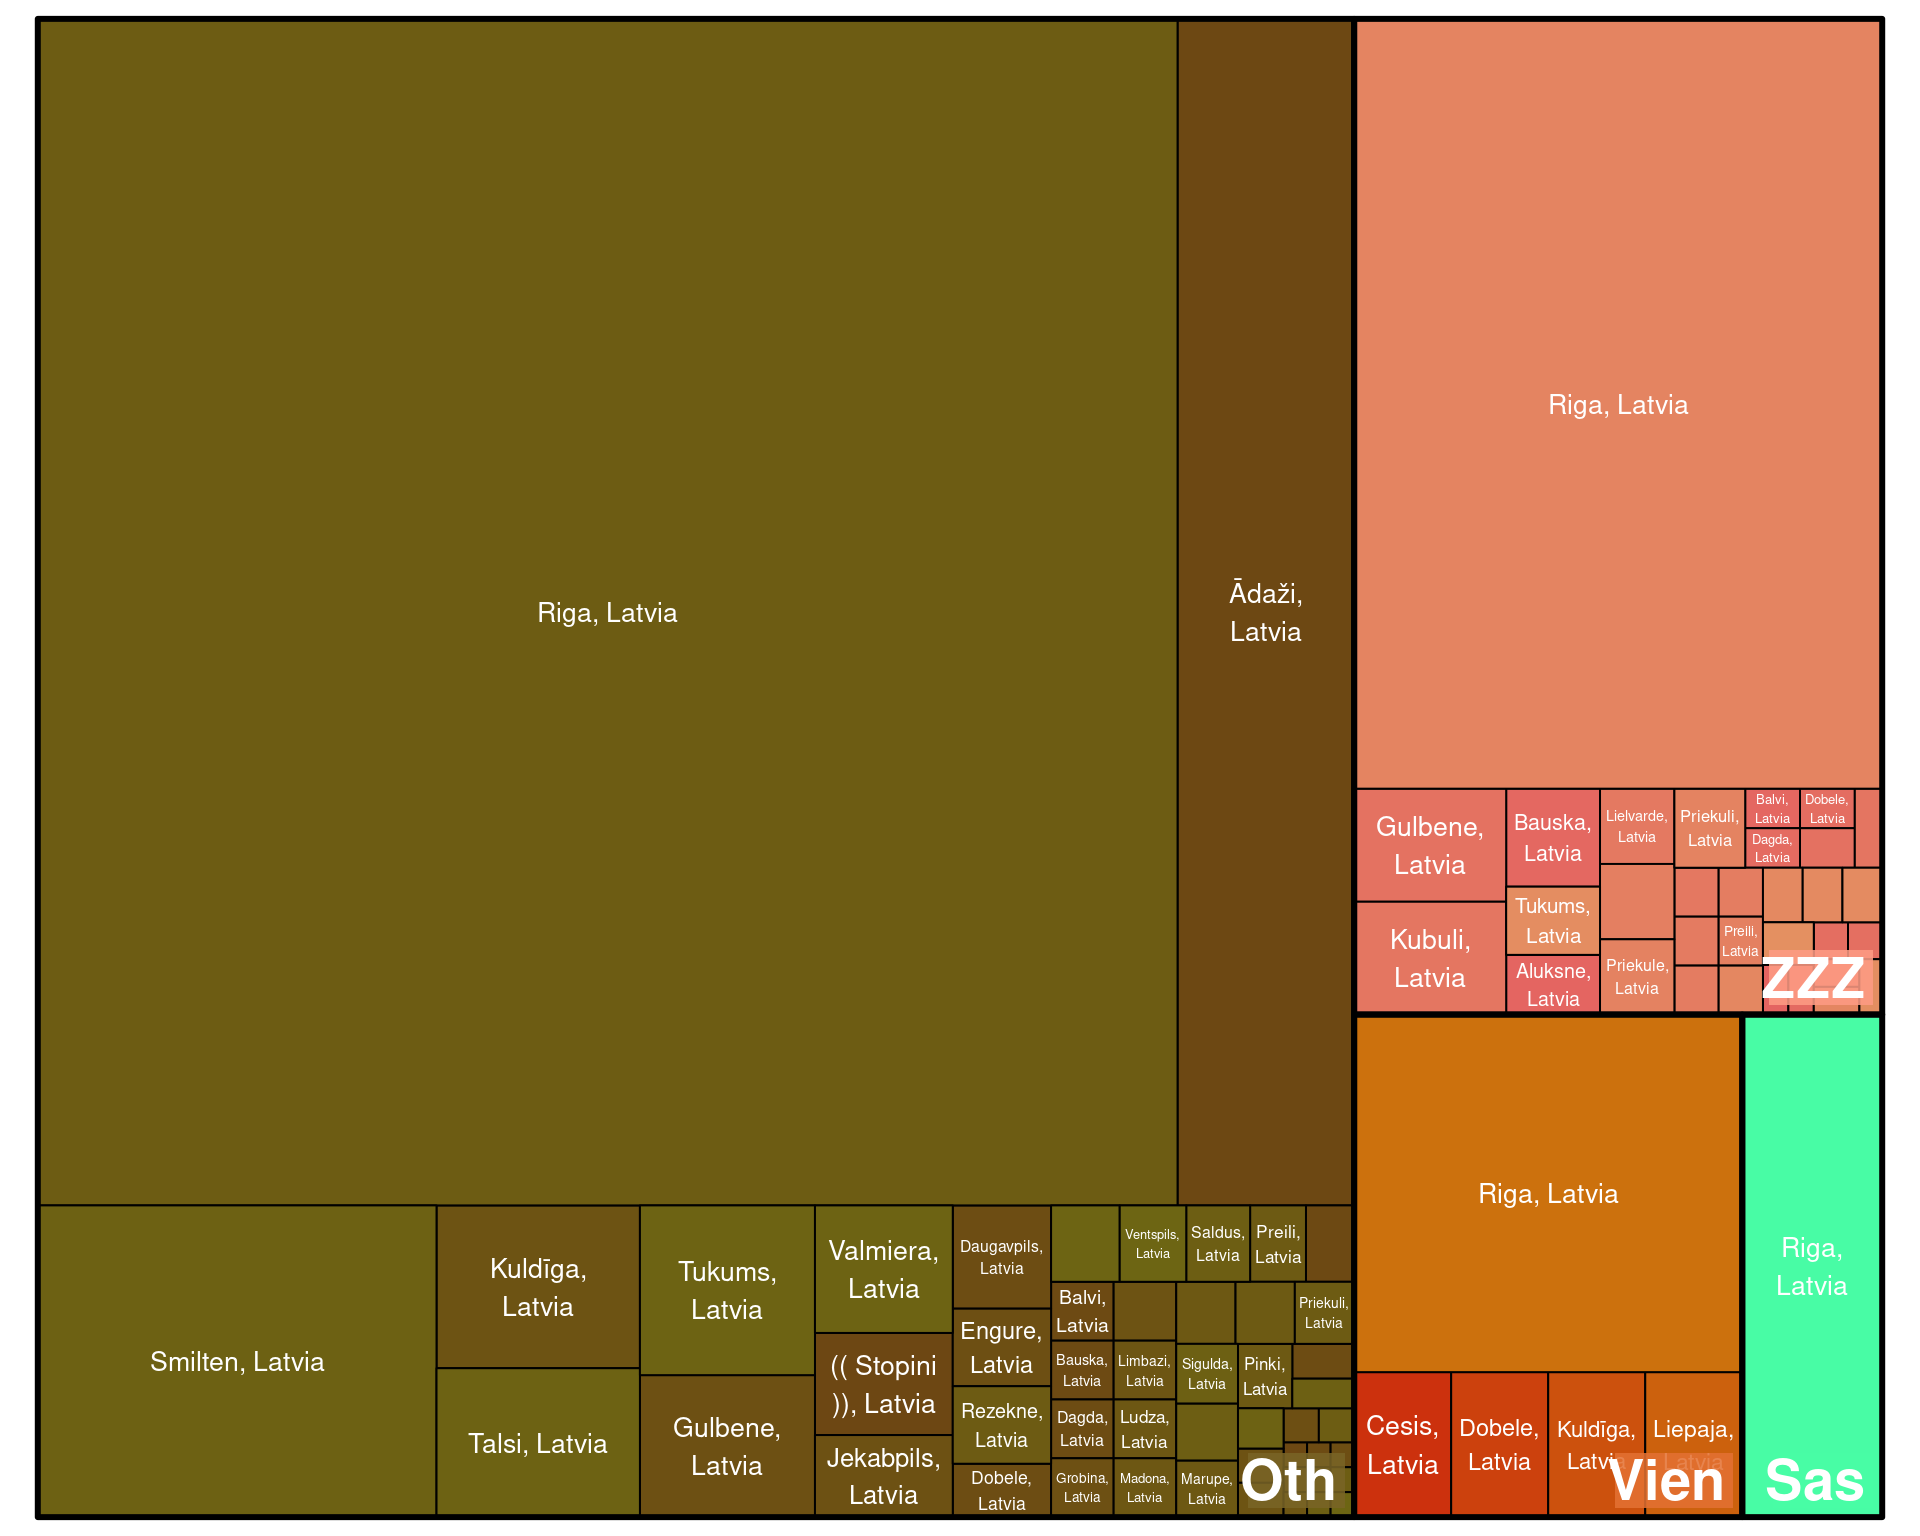 Riga, Latvia
Ādaži,
Latvia
Smilten, Latvia
Kuldīga,
Latvia
Talsi, Latvia
Tukums,
Latvia
Gulbene,
Latvia
Valmiera,
Latvia
(( Stopini
)), Latvia
Jekabpils,
Latvia
Daugavpils,
Latvia
Engure,
Latvia
Rezekne,
Latvia
Dobele,
Latvia
Ventspils,
Latvia
Saldus,
Latvia
Preili,
Latvia
Balvi,
Latvia
Priekuli,
Latvia
Bauska,
Latvia
Limbazi,
Latvia
Sigulda,
Latvia
Pinki,
Latvia
Dagda,
Latvia
Ludza,
Latvia
Grobina,
Latvia
Madona,
Latvia
Marupe,
Latvia
Oth
Riga, Latvia
Gulbene,
Latvia
Kubuli,
Latvia
Bauska,
Latvia
Tukums,
Latvia
Aluksne,
Latvia
Lielvarde,
Latvia
Priekule,
Latvia
Priekuli,
Latvia
Balvi,
Latvia
Dobele,
Latvia
Dagda,
Latvia
Preili,
Latvia
ZZZ
Riga, Latvia
Cesis,
Latvia
Dobele,
Latvia
Kuldīga,
Latvia
Liepaja,
Latvia
Vien
Riga,
Latvia
Sas